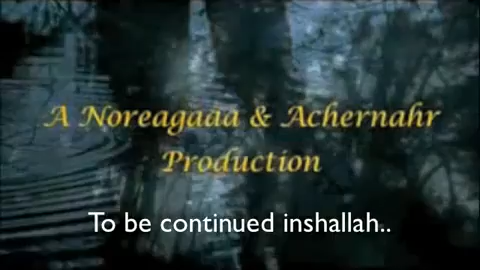 A Noreagaaa & Achernahr
Production
To be continued inshallah..